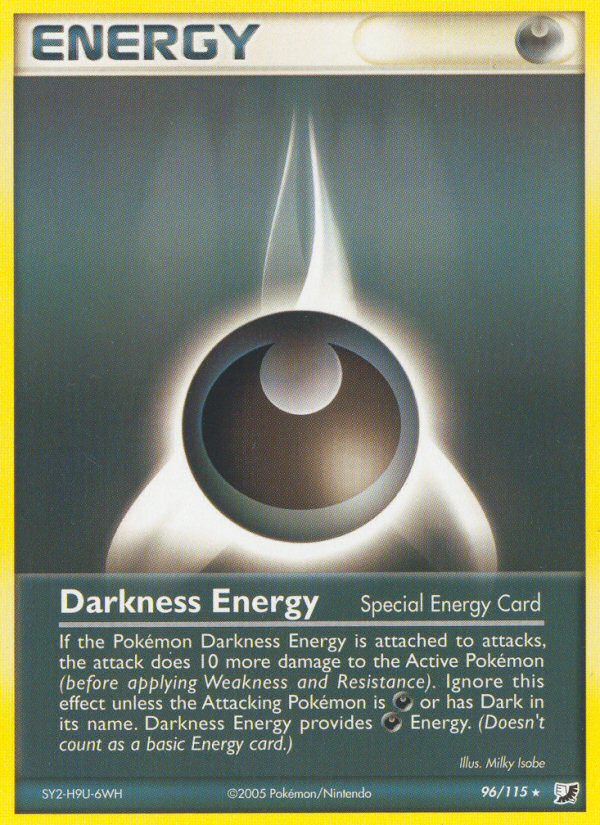 ENERGY
Darkness Energy Special Energy Card
If the Pokémon Darkness Energy is attached to attacks,
the attack does 10 more damage to the Active Pokémon
(before applying Weakness and Resistance). Ignore this
effect unless the Attacking Pokémon is or has Dark in
its name. Darkness Energy provides Energy. (Doesn't
count as a basic Energy card.)
Illus. Milky Isobe
SY2-H9U-6WH ©2005 Pokémon/Nintendo 96/115 ★